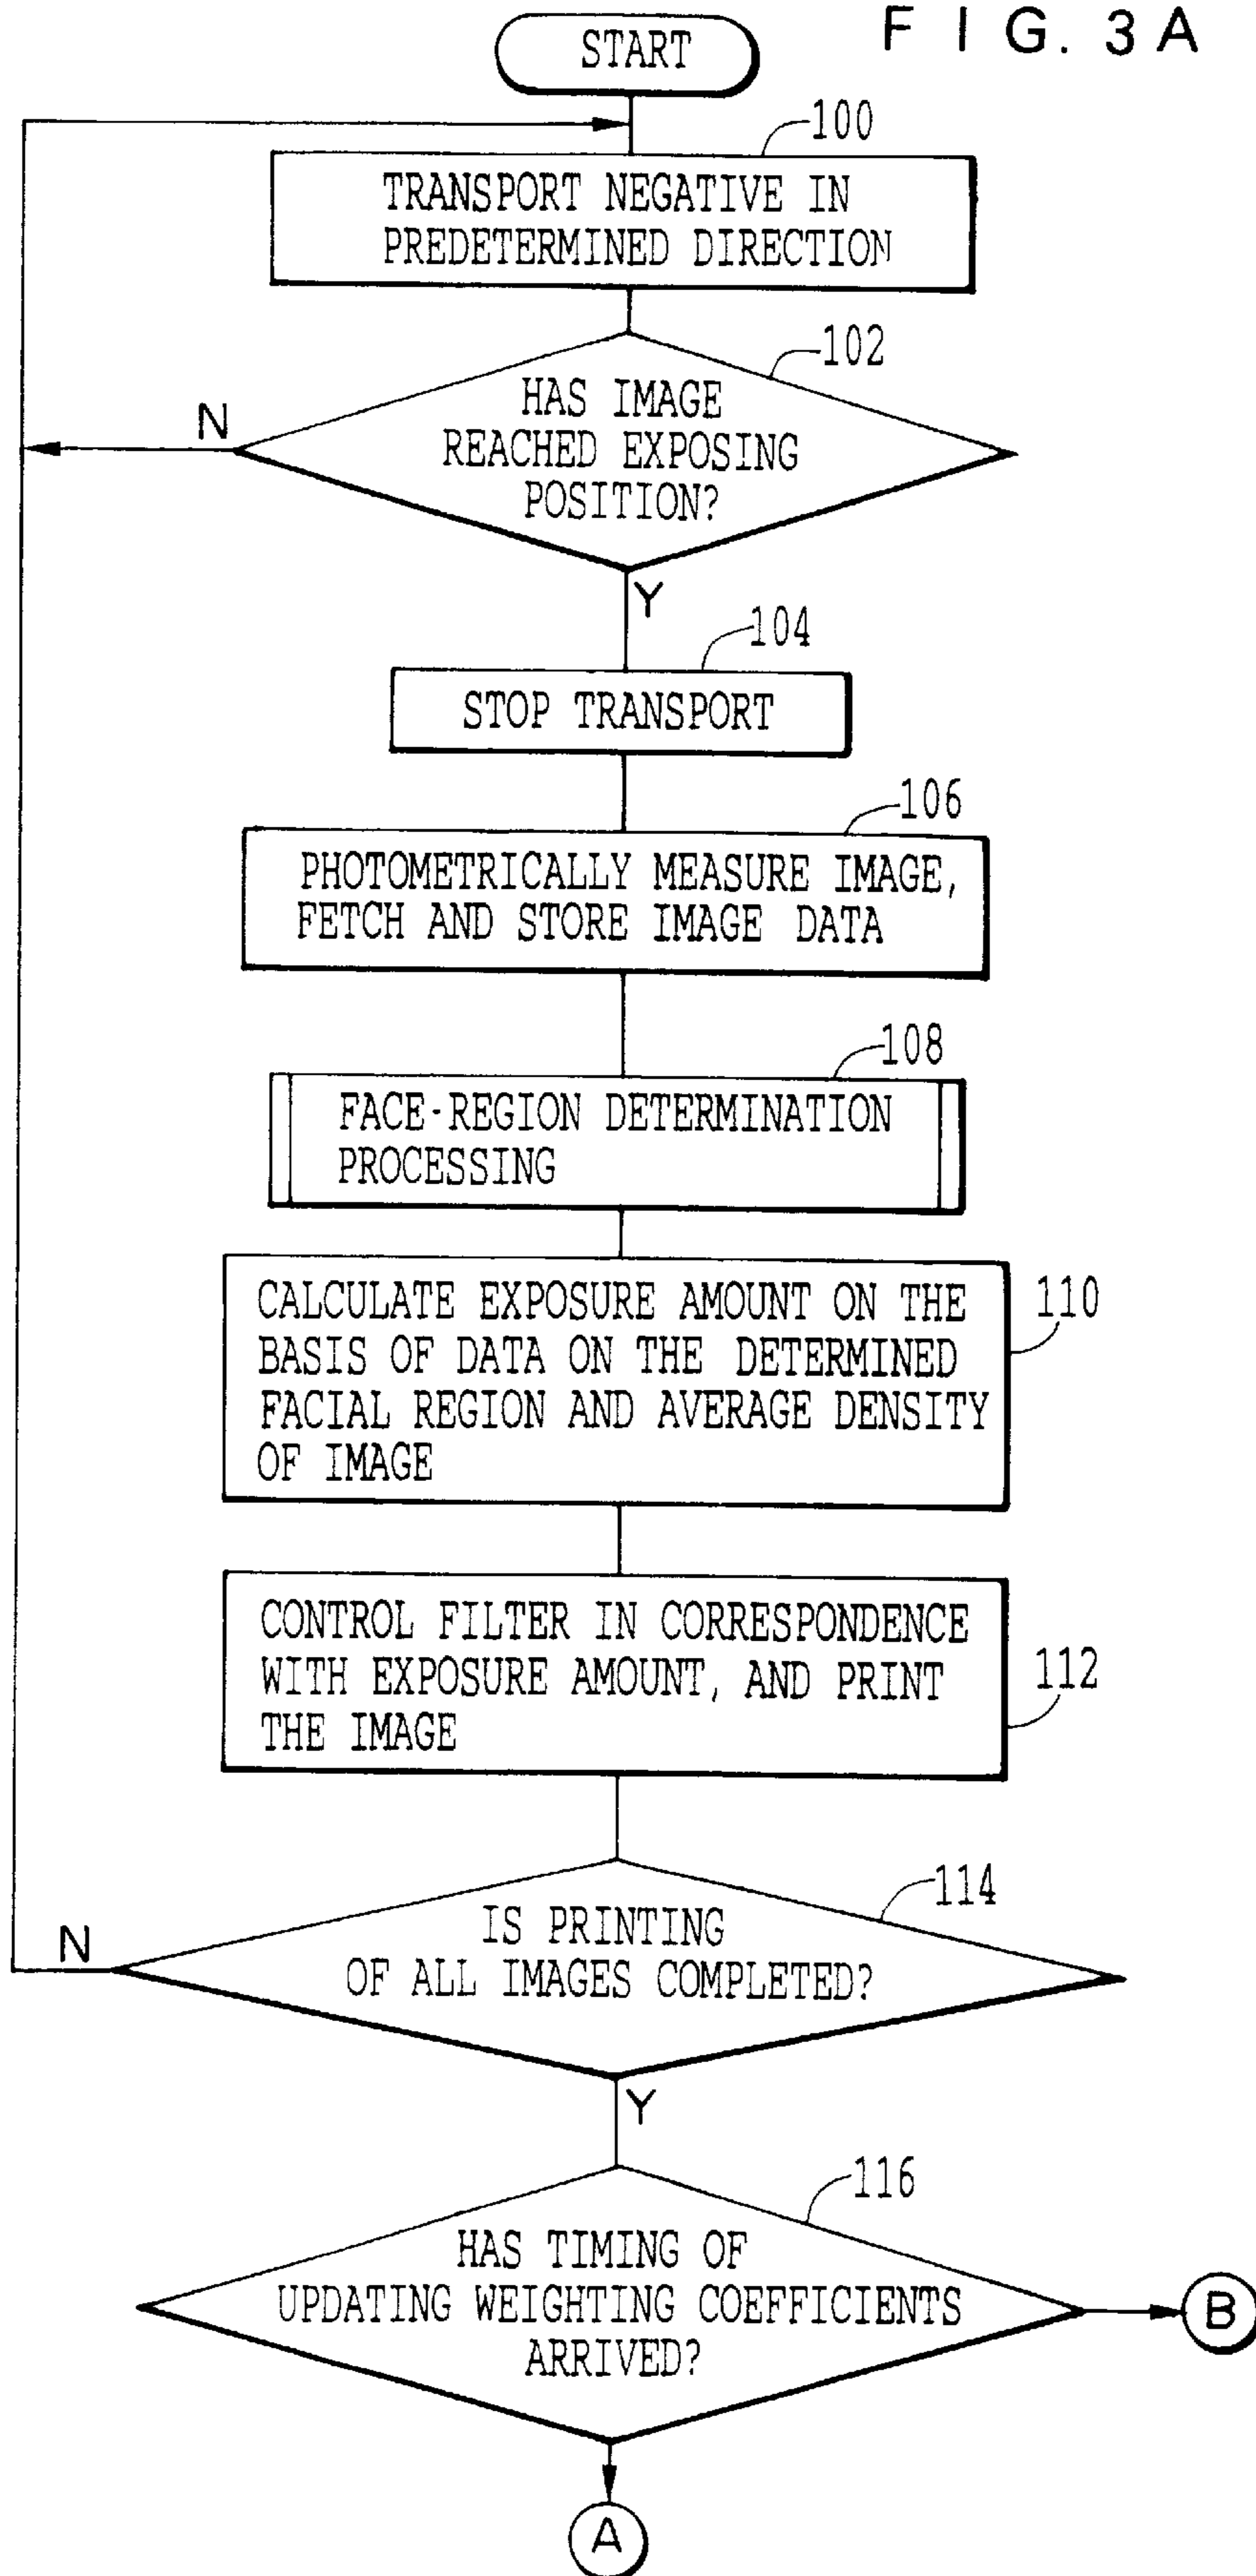 FIG. 3A
START
100
TRANSPORT NEGATIVE IN
PREDETERMINED DIRECTION
102
HAS IMAGE
REACHED EXPOSING
POSITION?
N
Y
104
STOP TRANSPORT
106
PHOTOMETRICALLY MEASURE IMAGE,
FETCH AND STORE IMAGE DATA
108
FACE-REGION DETERMINATION
PROCESSING
110
CALCULATE EXPOSURE AMOUNT ON THE
BASIS OF DATA ON THE DETERMINED
FACIAL REGION AND AVERAGE DENSITY
OF IMAGE
112
CONTROL FILTER IN CORRESPONDENCE
WITH EXPOSURE AMOUNT, AND PRINT
THE IMAGE
114
IS PRINTING
OF ALL IMAGES COMPLETED?
N
Y
116
HAS TIMING OF
UPDATING WEIGHTING COEFFICIENTS
ARRIVED?
B
A